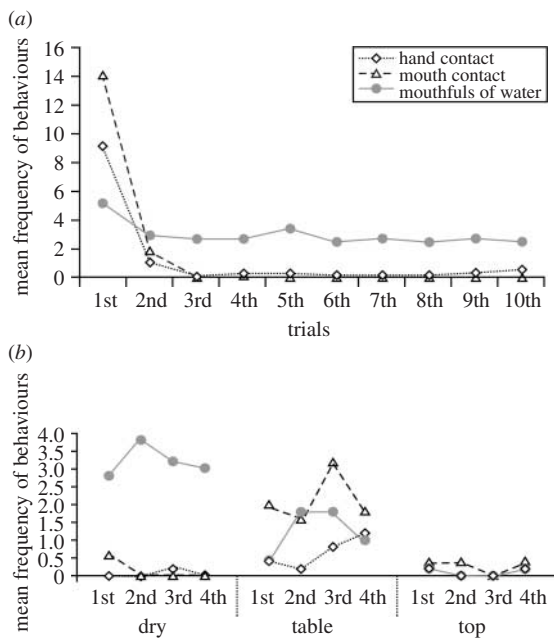 (a)
mean frequency of behaviours
16
14
12
10
8
6
4
2
0
hand contact
mouth contact
mouthfuls of water
1st 2nd 3rd 4th 5th 6th 7th 8th 9th 10th
trials
(b)
mean frequency of behaviours
4.0
3.5
3.0
2.5
2.0
1.5
1.0
0.5
0
1st 2nd 3rd 4th 1st 2nd 3rd 4th 1st 2nd 3rd 4th
dry table top